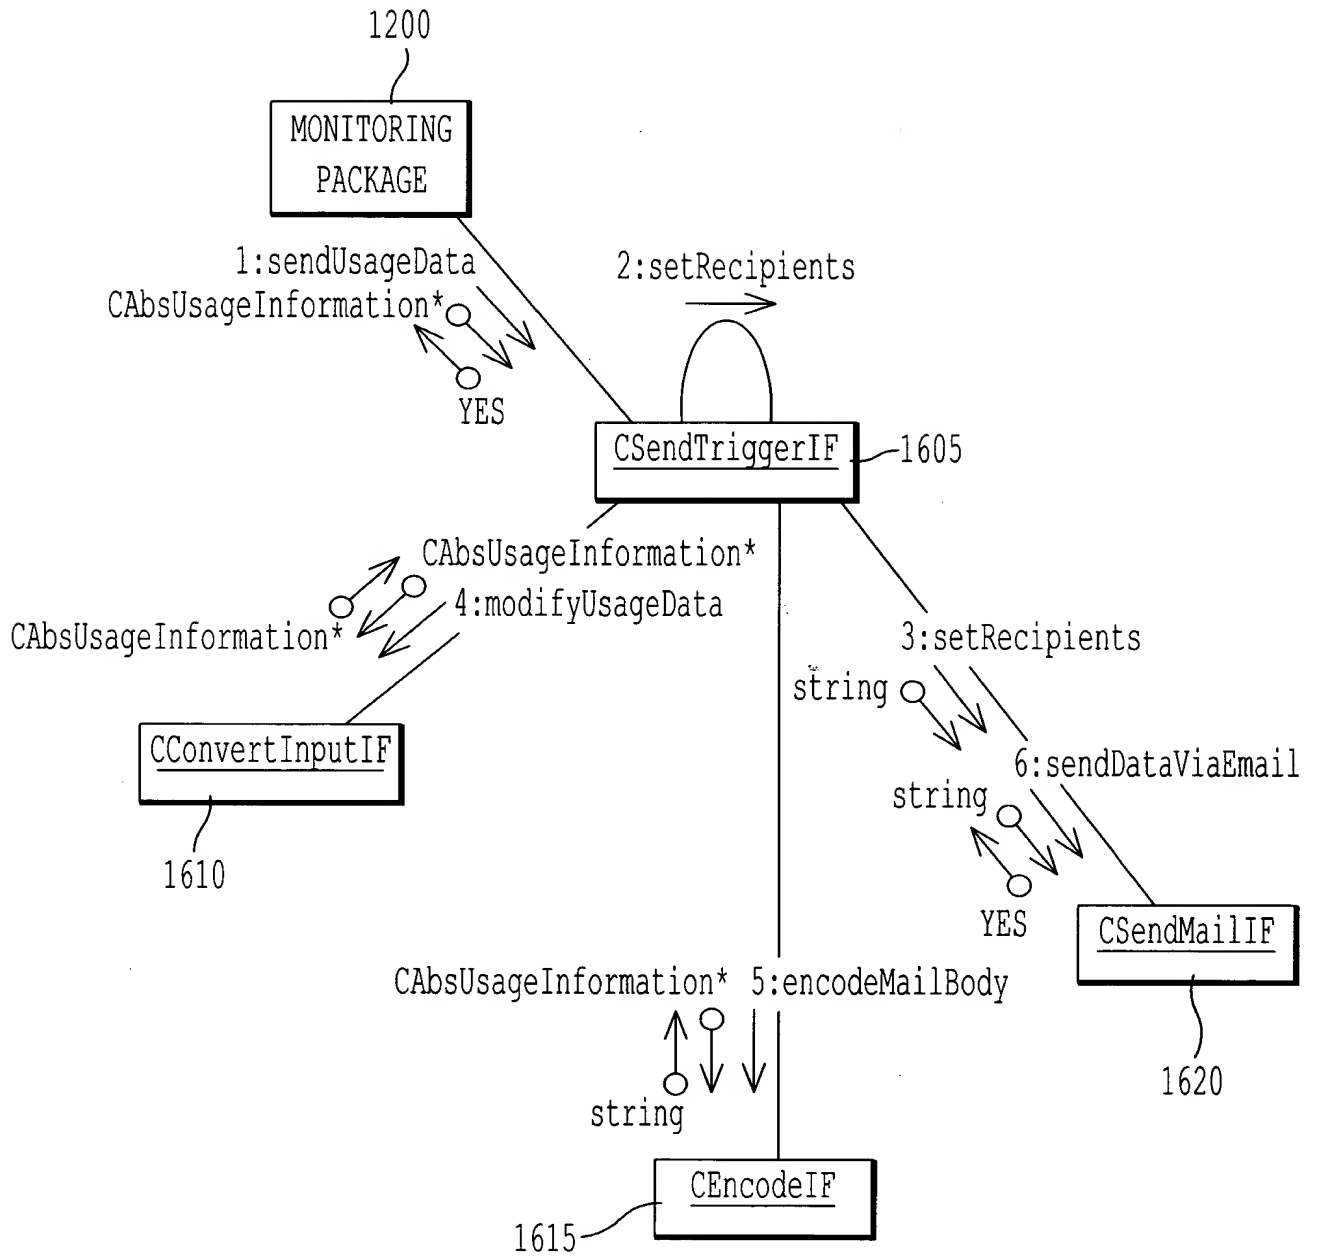 1200
MONITORING
PACKAGE
1:sendUsageData
CAbsUsageInformation*
YES
2:setRecipients
CSendTriggerIF
1605
CAbsUsageInformation*
4:modifyUsageData
CAbsUsageInformation*
3:setRecipients
string
CConvertInputIF
1610
6:sendDataViaEmail
string
YES
CSendMailIF
1620
CAbsUsageInformation*
5:encodeMailBody
string
CEncodeIF
1615